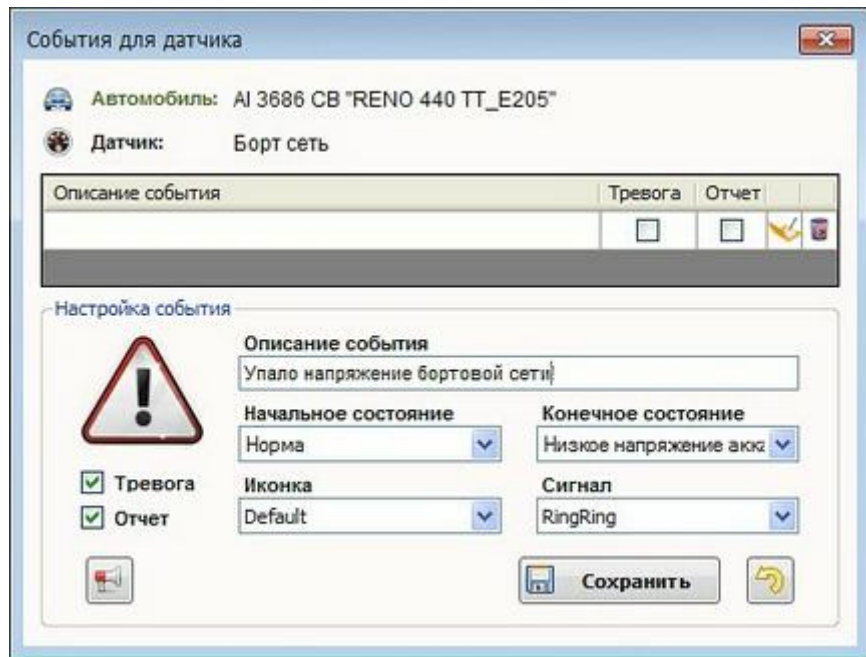 События для датчика
Автомобиль: AI 3686 CB "RENO 440 TT_E205"
Датчик: Борт сеть
Описание события Тревога Отчет
Настройка события
Описание события
Упало напряжение бортовой сети
Начальное состояние Конечное состояние
Норма Низкое напряжение акк
Тревога Иконка Сигнал
Отчет Default RingRing
Сохранить